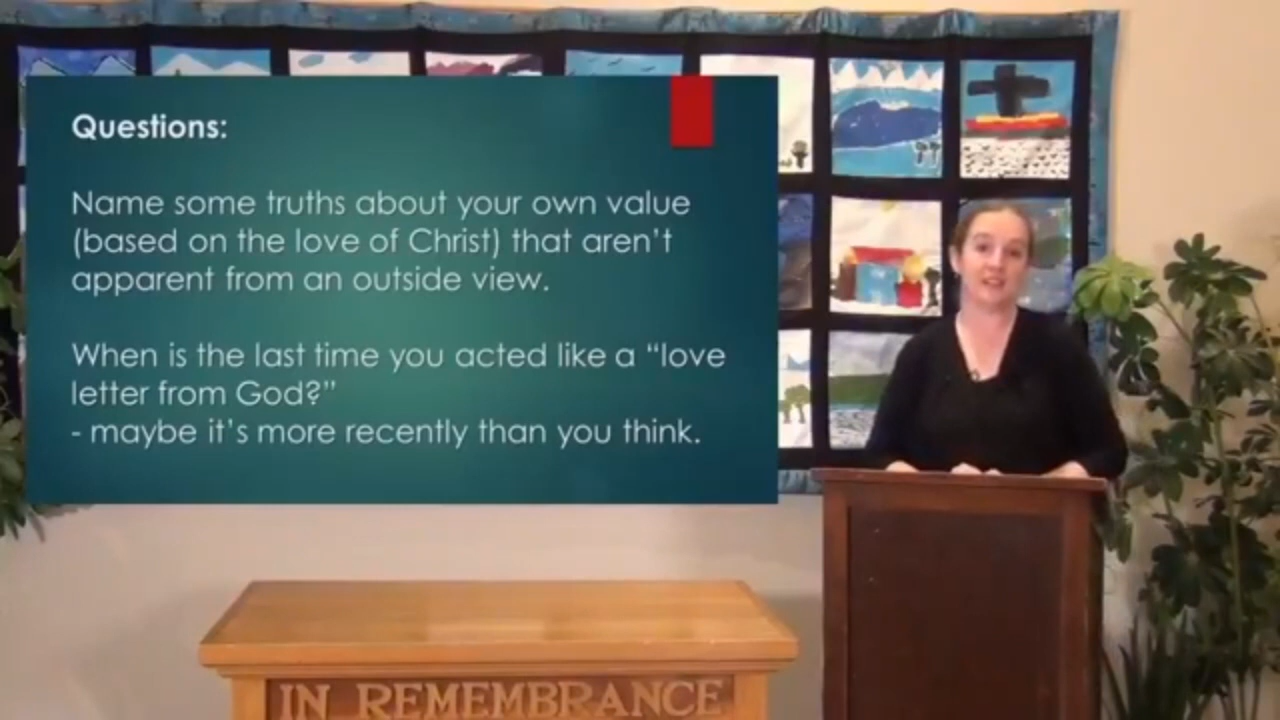 Questions:
Name some truths about your own value
(based on the love of Christ) that aren't
apparent from an outside view.
When is the last time you acted like a “love
letter from God?”
- maybe it's more recently than you think.
IN REMEMBRANCE